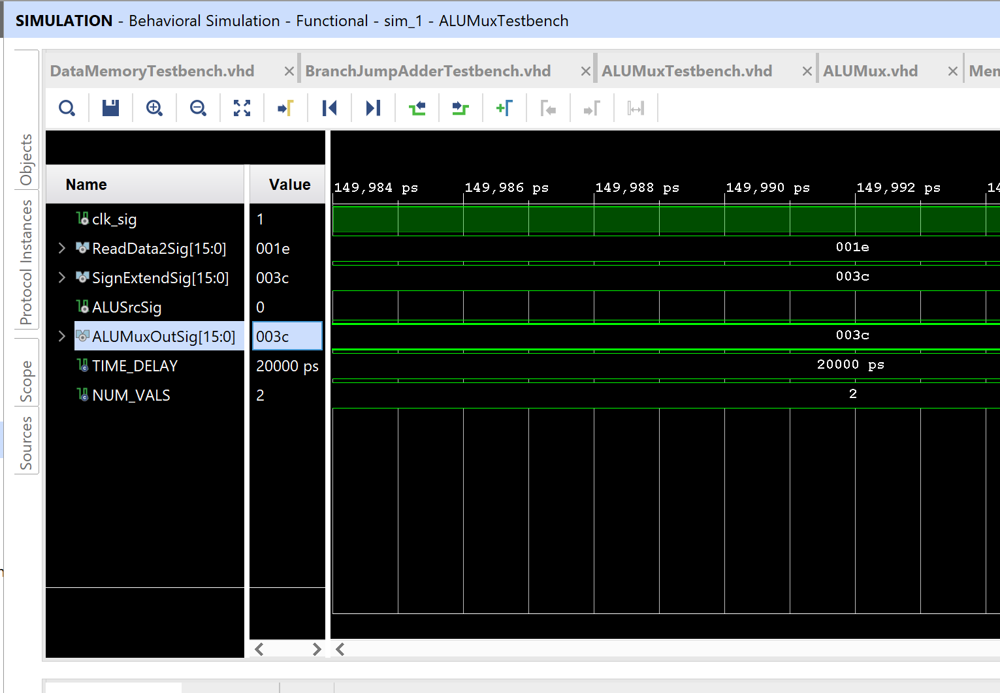 SIMULATION - Behavioral Simulation - Functional - sim_1 - ALUMuxTestbench
DataMemoryTestbench.vhd
BranchJumpAdderTestbench.vhd
ALUMuxTestbench.vhd
ALUMux.vhd
Objects
Protocol Instances
Scope
Sources
Name
Value
149,984 ps
149,986 ps
149,988 ps
149,990 ps
149,992 ps
clk_sig
1
ReadData2Sig[15:0]
001e
001e
SignExtendSig[15:0]
003c
003c
ALUSrcSig
0
ALUMuxOutSig[15:0]
003c
003c
TIME_DELAY
20000 ps
20000 ps
NUM_VALS
2
2